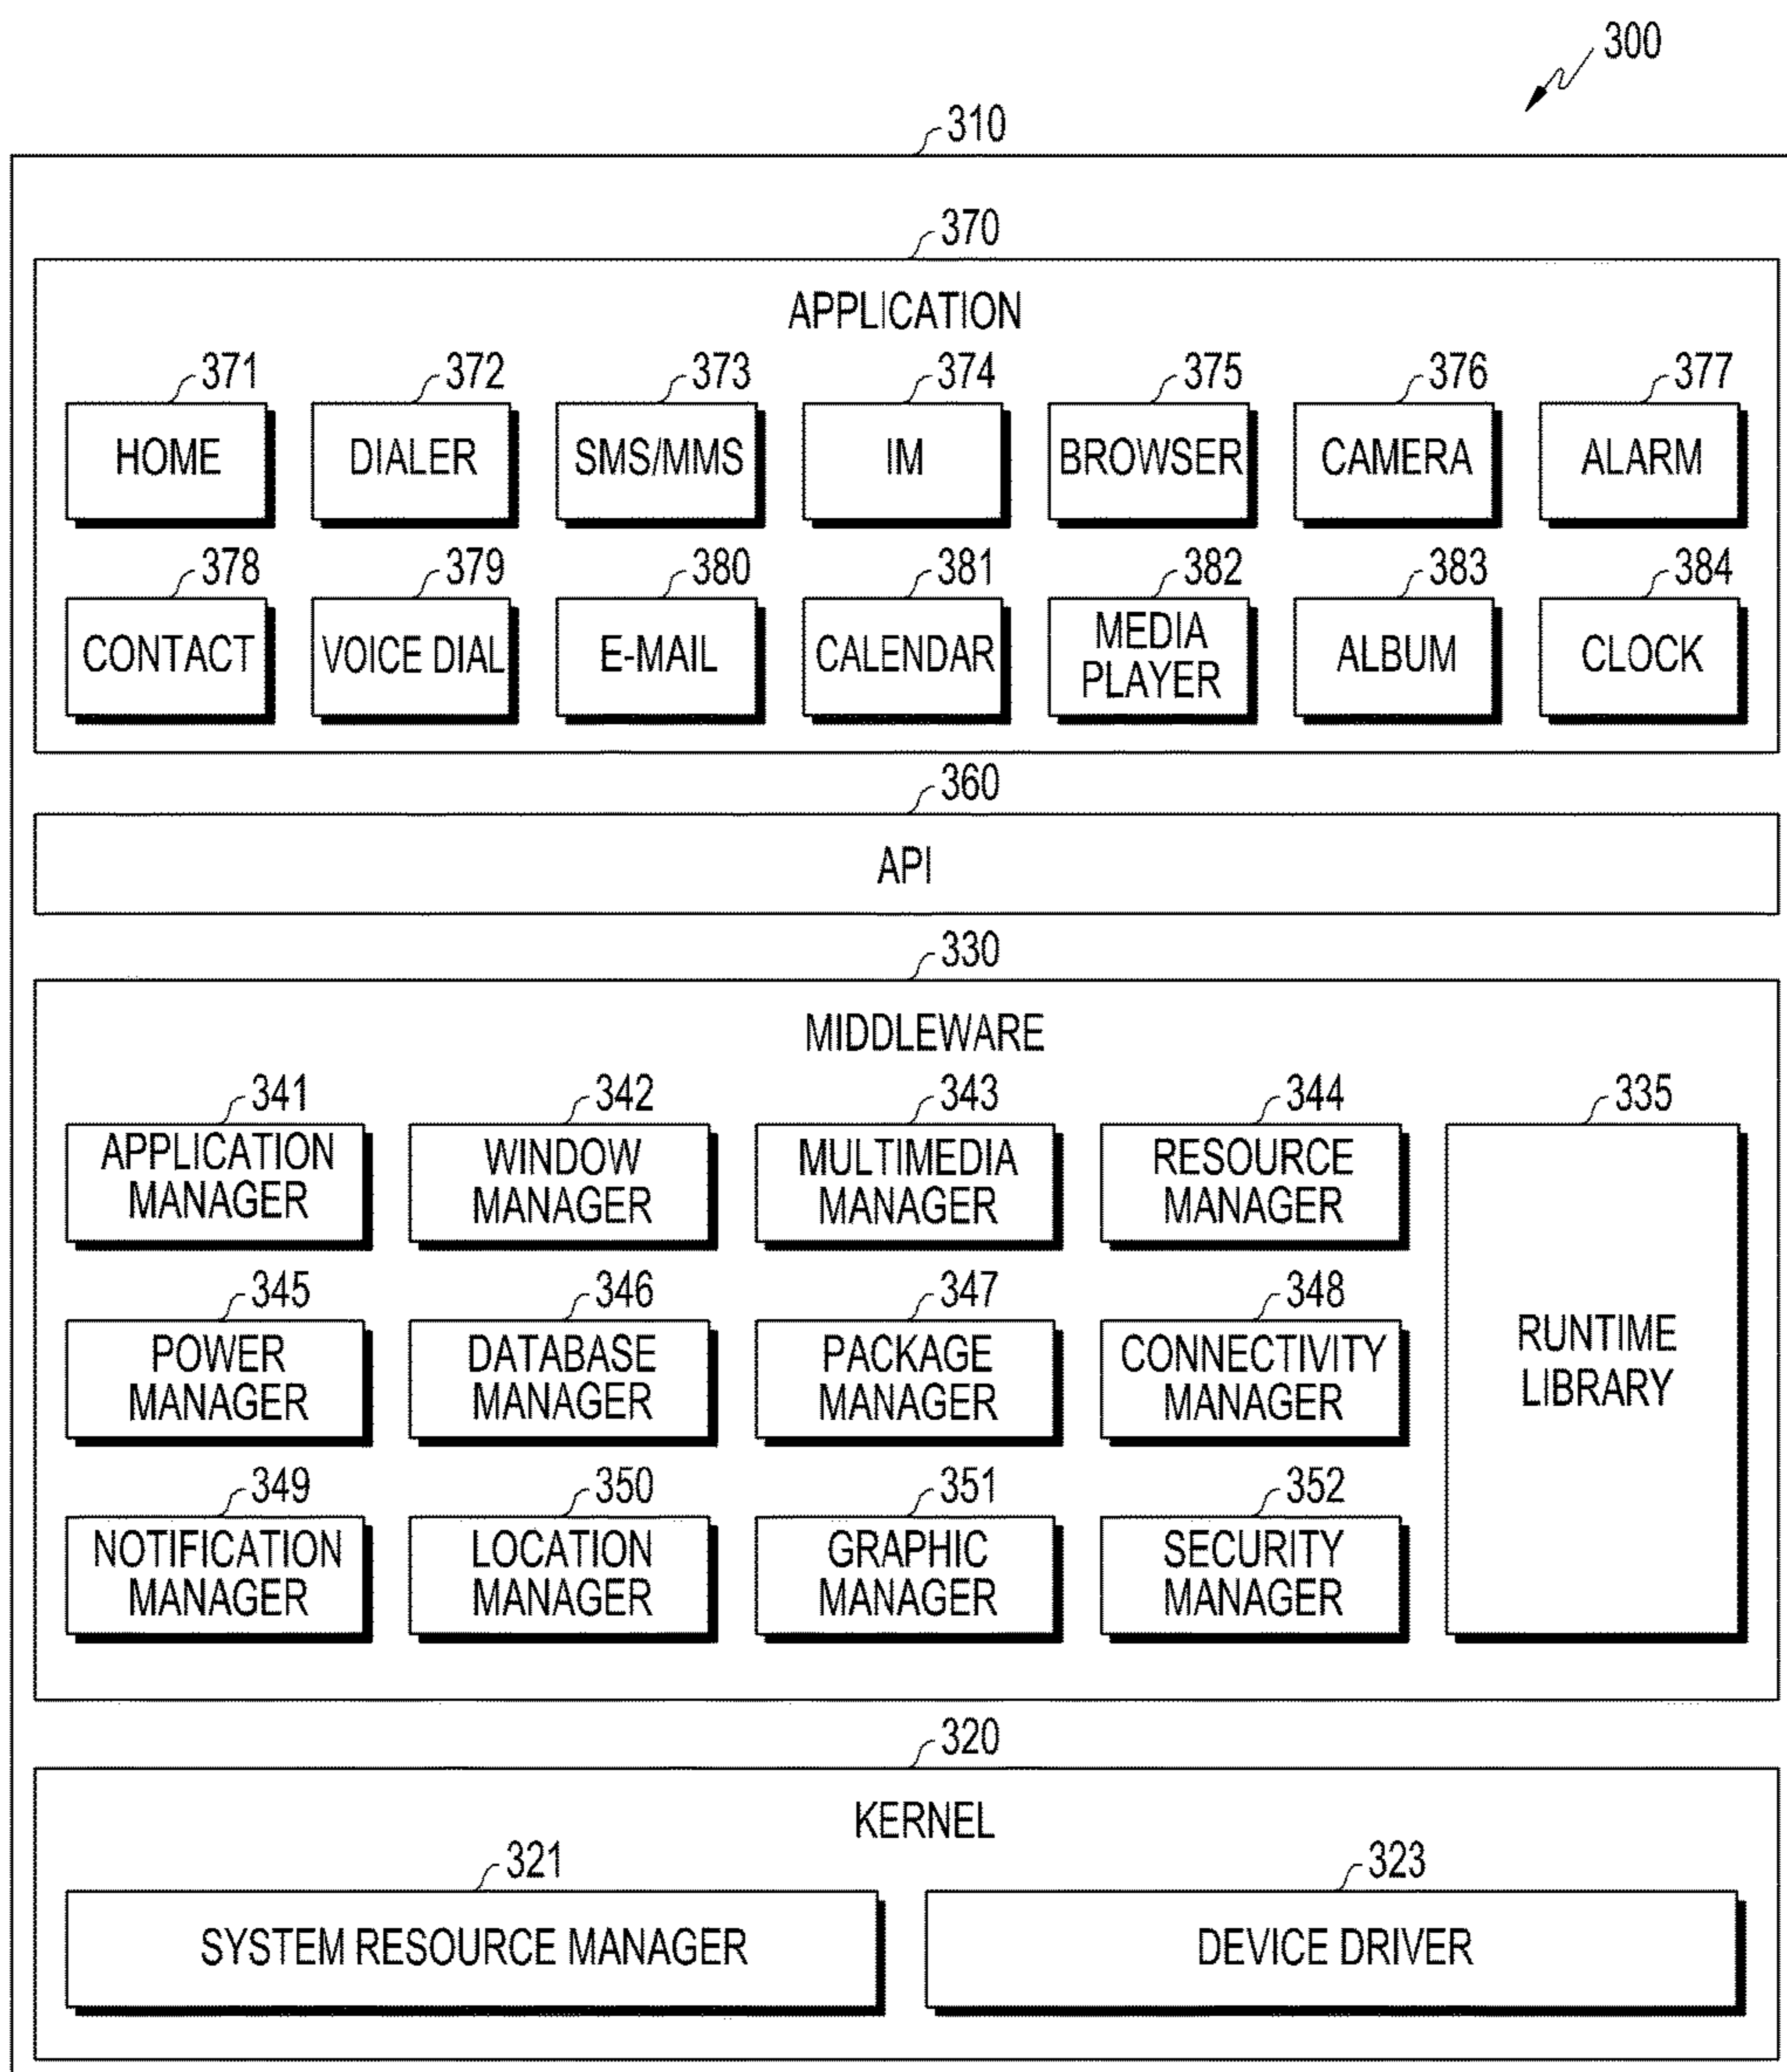 300
310
370
APPLICATION
371 372 373 374 375 376 377
HOME DIALER SMS/MMS IM BROWSER CAMERA ALARM
378 379 380 381 382 383 384
CONTACT VOICE DIAL E-MAIL CALENDAR MEDIA PLAYER ALBUM CLOCK
360
API
330
MIDDLEWARE
341 342 343 344 335
APPLICATION MANAGER WINDOW MANAGER MULTIMEDIA MANAGER RESOURCE MANAGER
345 346 347 348
POWER MANAGER DATABASE MANAGER PACKAGE MANAGER CONNECTIVITY MANAGER RUNTIME LIBRARY
349 350 351 352
NOTIFICATION MANAGER LOCATION MANAGER GRAPHIC MANAGER SECURITY MANAGER
320
KERNEL
321 323
SYSTEM RESOURCE MANAGER DEVICE DRIVER